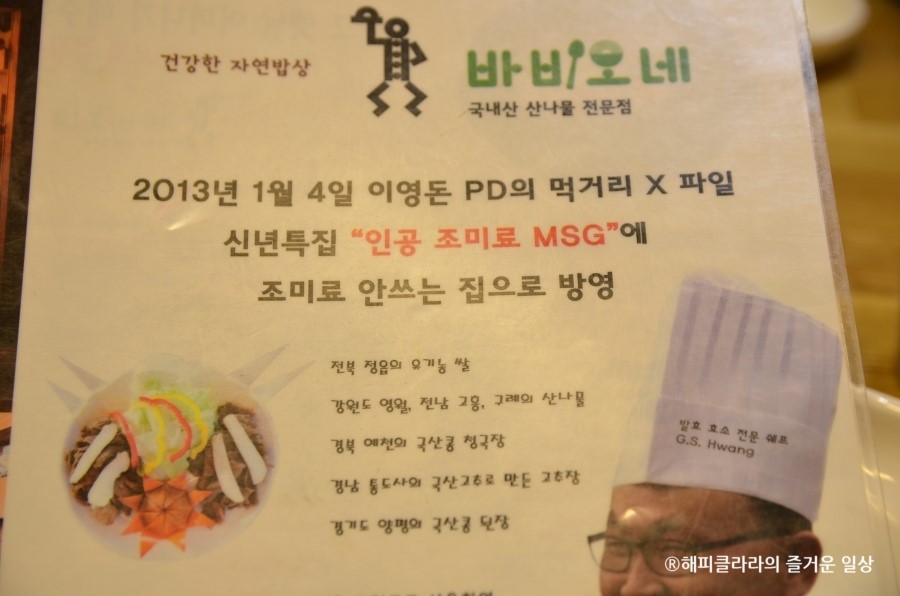 건강한 자연밥상
바비오네
국내산 산나물 전문점
2013년 1월 4일 이영돈 PD의 먹거리 X 파일
신년특집 “인공 조미료 MSG”에
조미료 안쓰는 집으로 방영
전북 정읍의 유기농 쌀
강원도 영월, 전남 고흥, 구례의 산나물
경북 예천의 국산콩 청국장
경남 통도사의 국산고추로 만든 고추장
경기도 양평의 국산콩 된장
발효 효소 전문 쉐프
G.S. Hwang
®해피클라라의 즐거운 일상